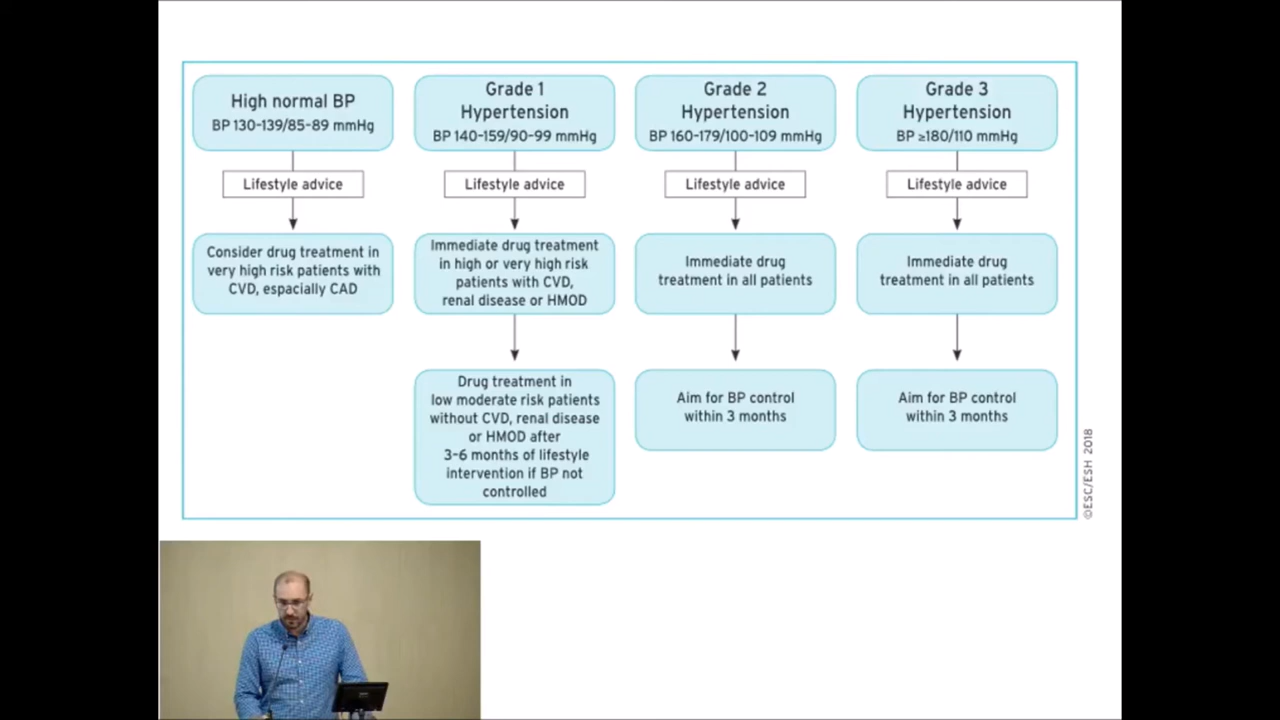 High normal BP
BP 130-139/85-89 mmHg
Lifestyle advice
Consider drug treatment in
very high risk patients with
CVD, espacially CAD
Grade 1
Hypertension
BP 140-159/90-99 mmHg
Lifestyle advice
Immediate drug treatment
in high or very high risk
patients with CVD,
renal disease or HMOD
Drug treatment in
low moderate risk patients
without CVD, renal disease
or HMOD after
3-6 months of lifestyle
intervention if BP not
controlled
Grade 2
Hypertension
BP 160-179/100-109 mmHg
Lifestyle advice
Immediate drug
treatment in all patients
Aim for BP control
within 3 months
Grade 3
Hypertension
BP ≥180/110 mmHg
Lifestyle advice
Immediate drug
treatment in all patients
Aim for BP control
within 3 months
©ESC/ESH 2018